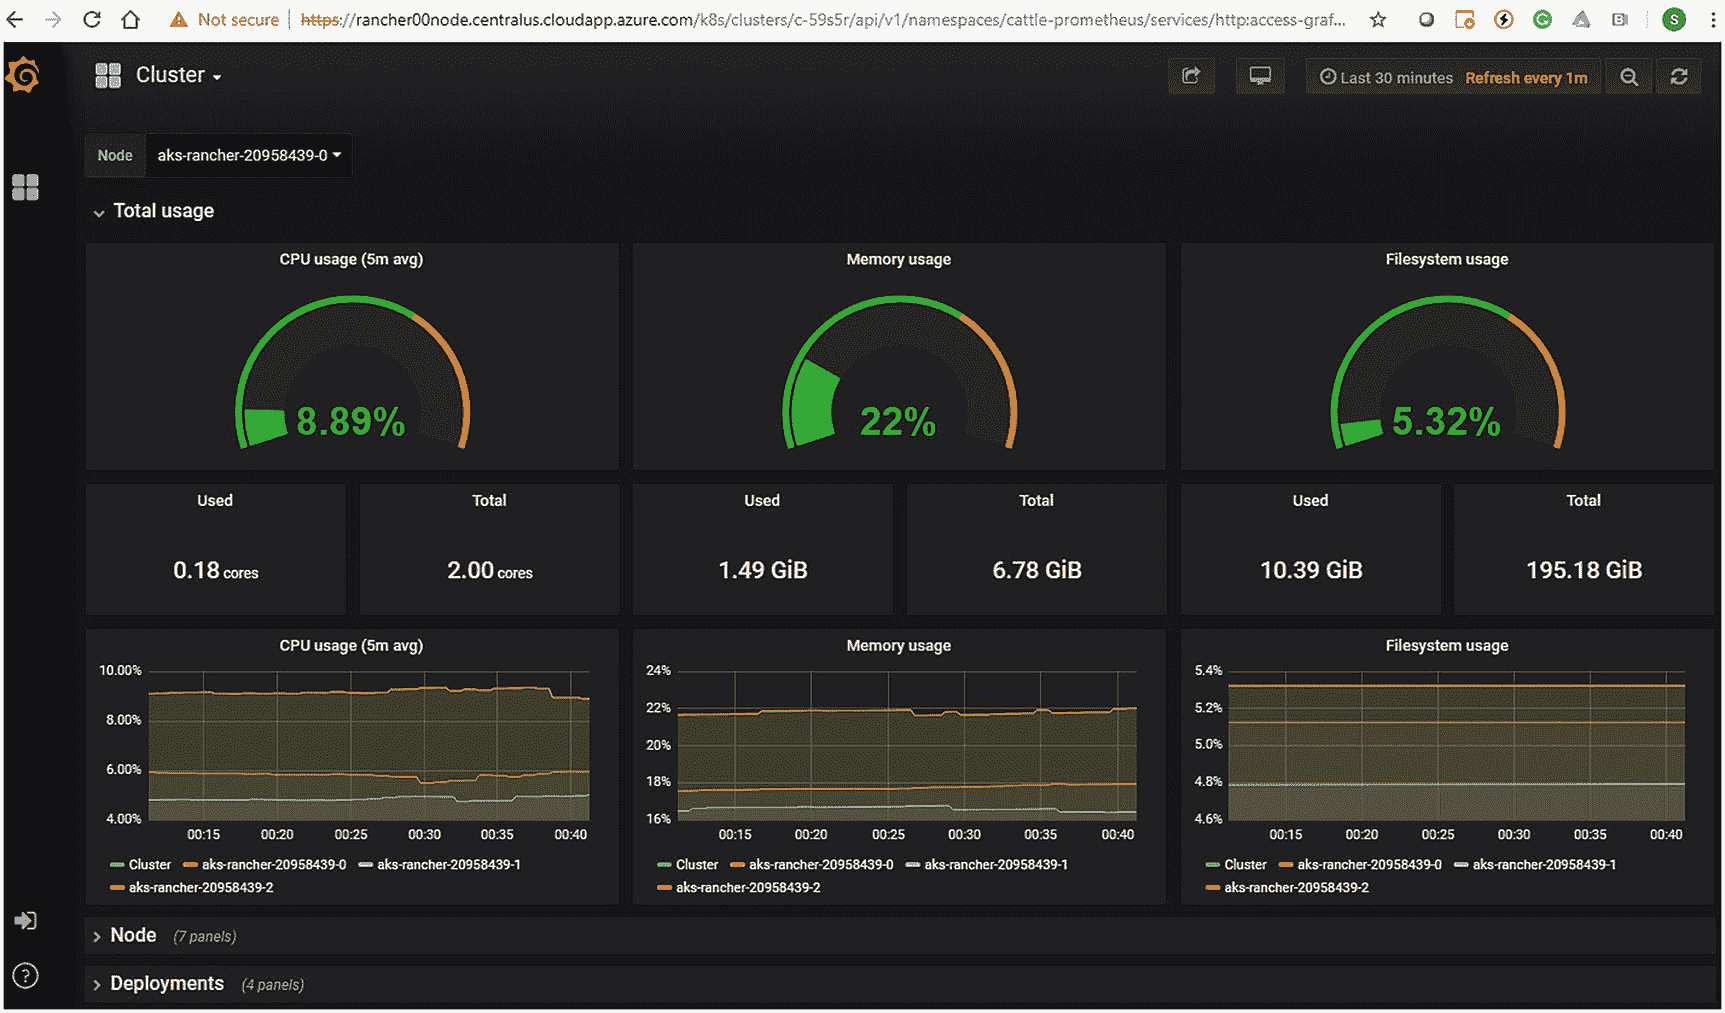 Not secure
https://rancher00node.centralus.cloudapp.azure.com/k8s/clusters/c-59s5r/api/v1/namespaces/cattle-prometheus/services/http:access-graf...
S
Cluster
Last 30 minutes Refresh every 1m
Node aks-rancher-20958439-0
Total usage
CPU usage (5m avg)
8.89%
Memory usage
22%
Filesystem usage
5.32%
Used
0.18 cores
Total
2.00 cores
Used
1.49 GiB
Total
6.78 GiB
Used
10.39 GiB
Total
195.18 GiB
CPU usage (5m avg)
10.00%
8.00%
6.00%
4.00%
00:15 00:20 00:25 00:30 00:35 00:40
Cluster aks-rancher-20958439-0 aks-rancher-20958439-1
aks-rancher-20958439-2
Memory usage
24%
22%
20%
18%
16%
00:15 00:20 00:25 00:30 00:35 00:40
Cluster aks-rancher-20958439-0 aks-rancher-20958439-1
aks-rancher-20958439-2
Filesystem usage
5.4%
5.2%
5.0%
4.8%
4.6%
00:15 00:20 00:25 00:30 00:35 00:40
Cluster aks-rancher-20958439-0 aks-rancher-20958439-1
aks-rancher-20958439-2
Node (7 panels)
Deployments (4 panels)
?